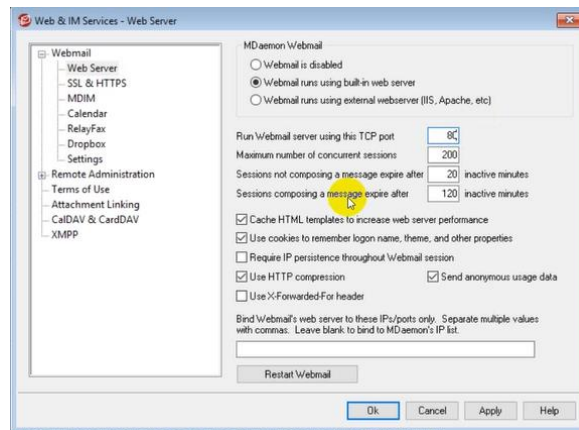 Web & IM Services - Web Server
Webmail
Web Server
SSL & HTTPS
MDIM
Calendar
RelayFax
Dropbox
Settings
Remote Administration
Terms of Use
Attachment Linking
CalDAV & CardDAV
XMPP
MDaemon Webmail
Webmail is disabled
Webmail runs using built-in web server
Webmail runs using external webserver (IIS, Apache, etc)
Run Webmail server using this TCP port 80
Maximum number of concurrent sessions 200
Sessions not composing a message expire after 20 inactive minutes
Sessions composing a message expire after 120 inactive minutes
Cache HTML templates to increase web server performance
Use cookies to remember logon name, theme, and other properties
Require IP persistence throughout Webmail session
Use HTTP compression Send anonymous usage data
Use X-Forwarded-For header
Bind Webmail's web server to these IPs/ports only. Separate multiple values
with commas. Leave blank to bind to MDaemon's IP list.
Restart Webmail
Ok Cancel Apply Help